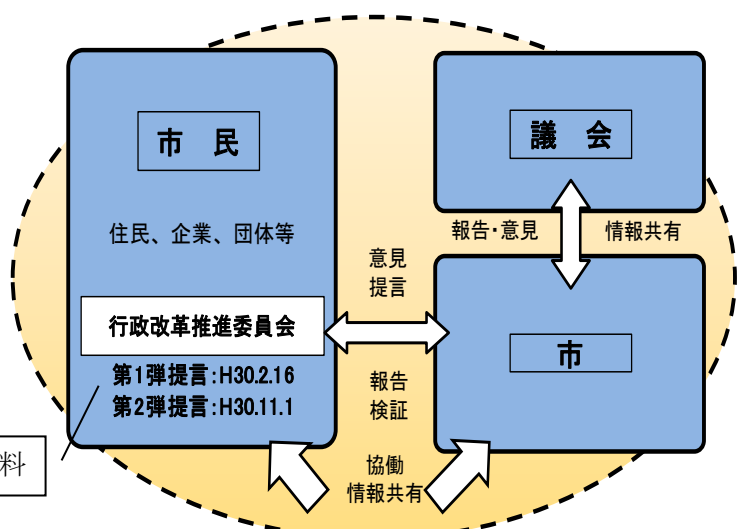 市　民
住民、企業、団体等
行政改革推進委員会
第1弾提言:H30.2.16
第2弾提言:H30.11.1
料
意見
提言
報告
検証
協働
情報共有
議　会
報告・意見
情報共有
市